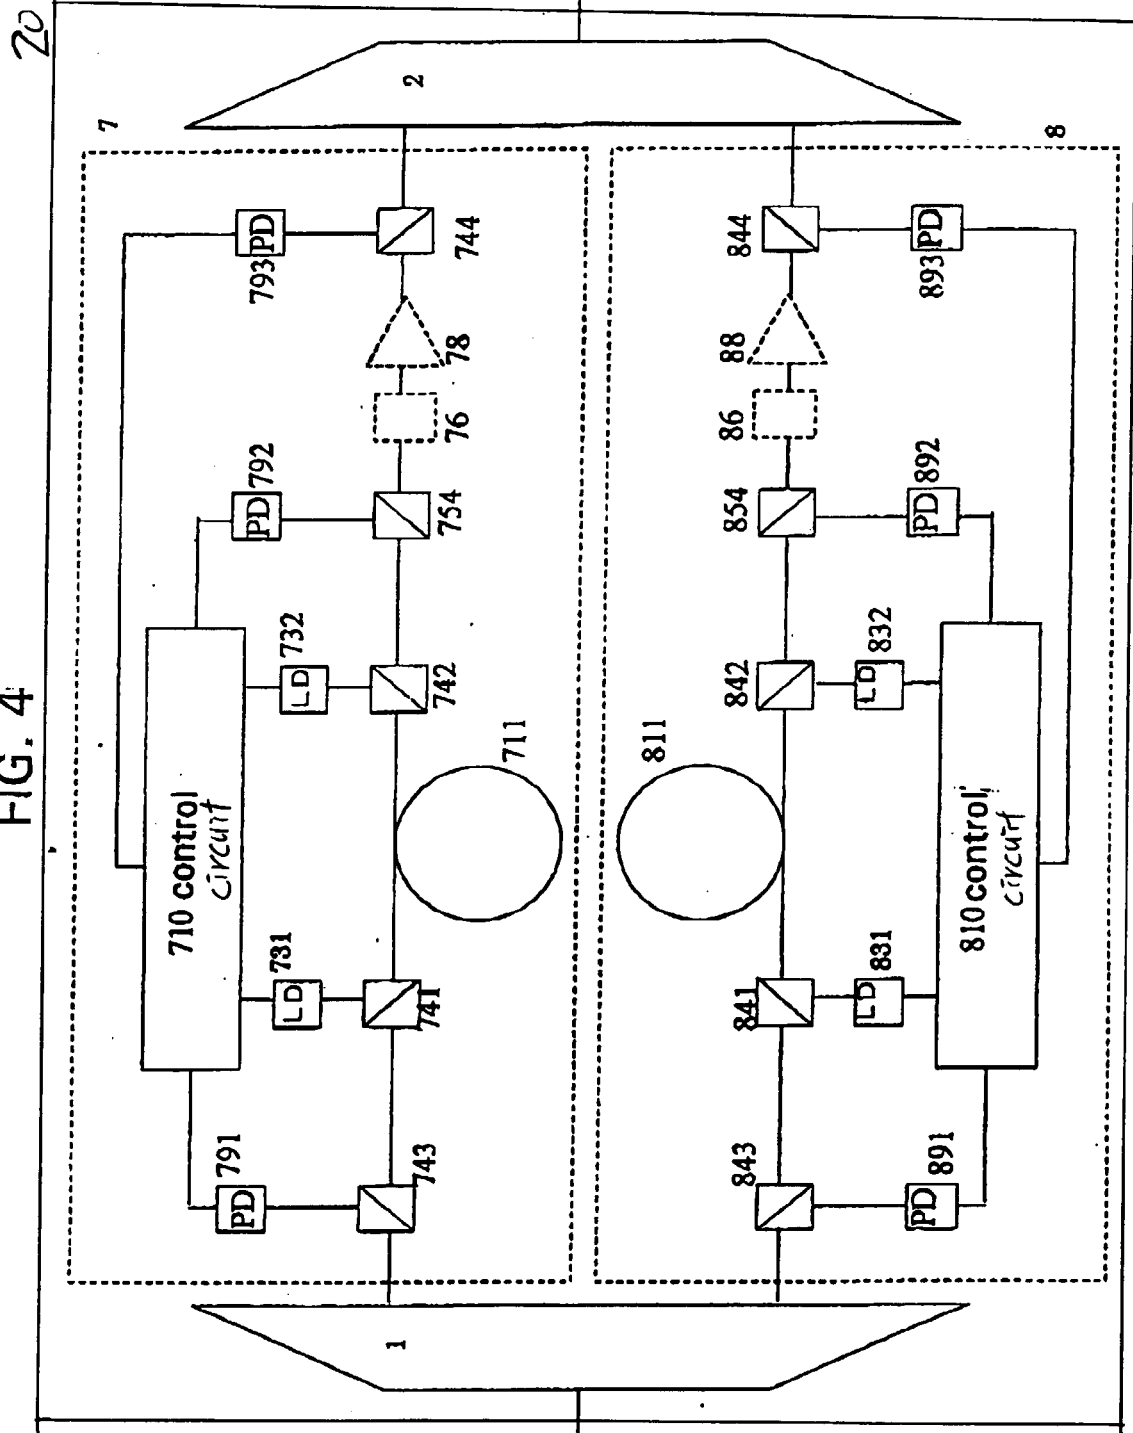 FIG. 4
20
7
793 PD
792 PD
732 LD
710 control
circuit
731 LD
791 PD
2
744
78
76
754
742
711
741
743
1
844
88
86
854
842
811
841
843
893 PD
892 PD
832 LD
810 control
circuit
831 LD
891 PD
8